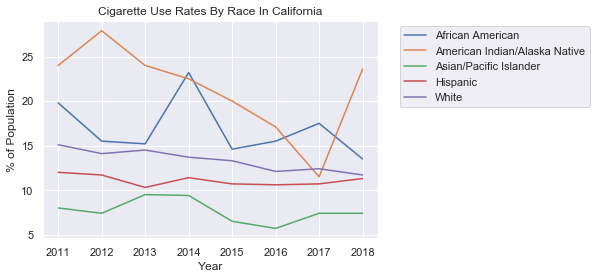 Cigarette Use Rates By Race In California
African American
American Indian/Alaska Native
Asian/Pacific Islander
Hispanic
White
% of Population
25
20
15
10
5
2011 2012 2013 2014 2015 2016 2017 2018
Year